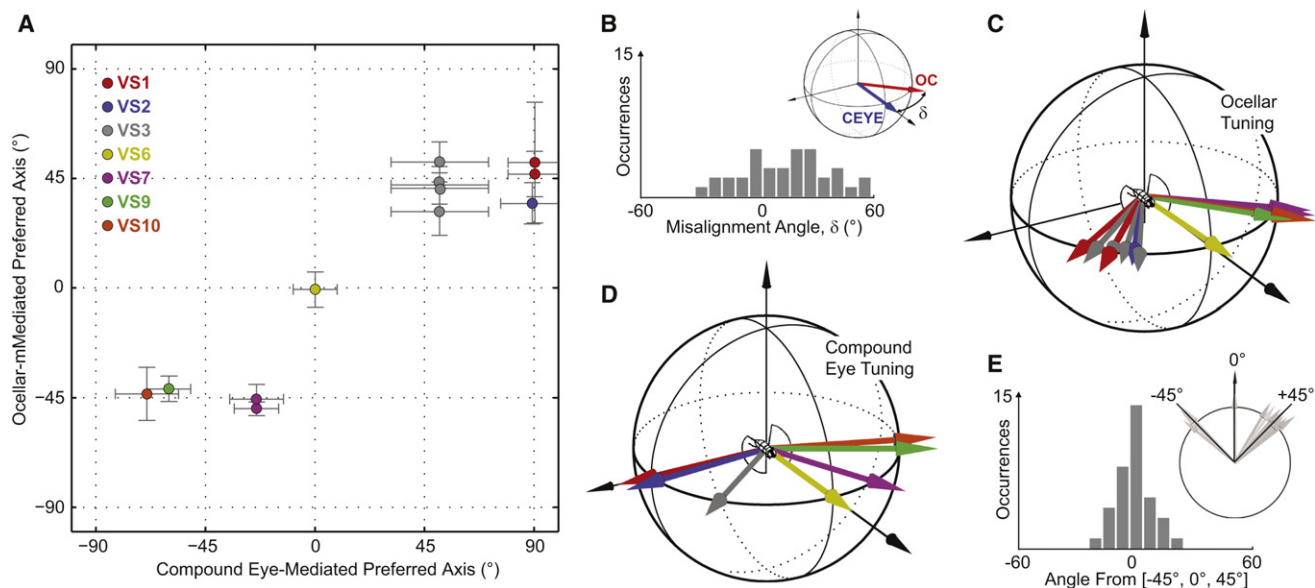 A
Ocellar-mMediated Preferred Axis (°)
90
45
0
−45
−90
−90
−45
0
45
90
Compound Eye-Mediated Preferred Axis (°)
VS1
VS2
VS3
VS6
VS7
VS9
VS10
B
15
Occurrences
-60
0
60
Misalignment Angle, δ (°)
OC
CEYE
δ
C
Ocellar
Tuning
D
Compound
Eye Tuning
E
15
Occurrences
-60
0
60
Angle From [-45°, 0°, 45°]
0°
-45°
+45°